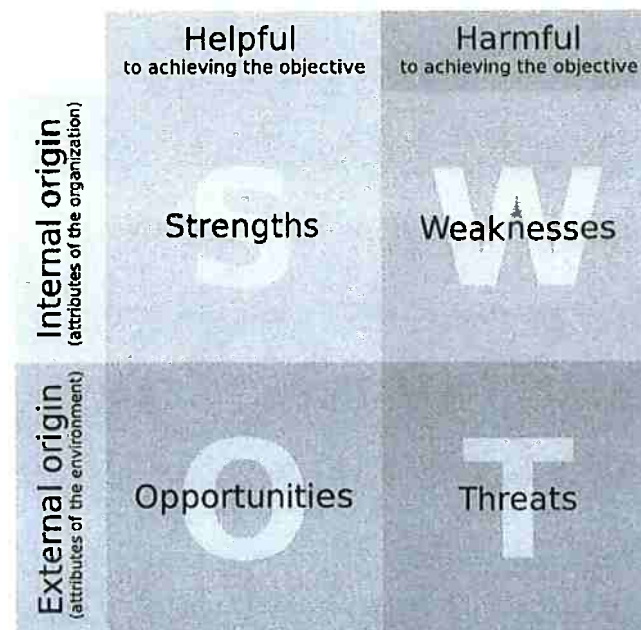 Helpful
to achieving the objective
Harmful
to achieving the objective
Internal origin
(attributes of the organization)
S
Strengths
W
Weaknesses
External origin
(attributes of the environment)
O
Opportunities
T
Threats